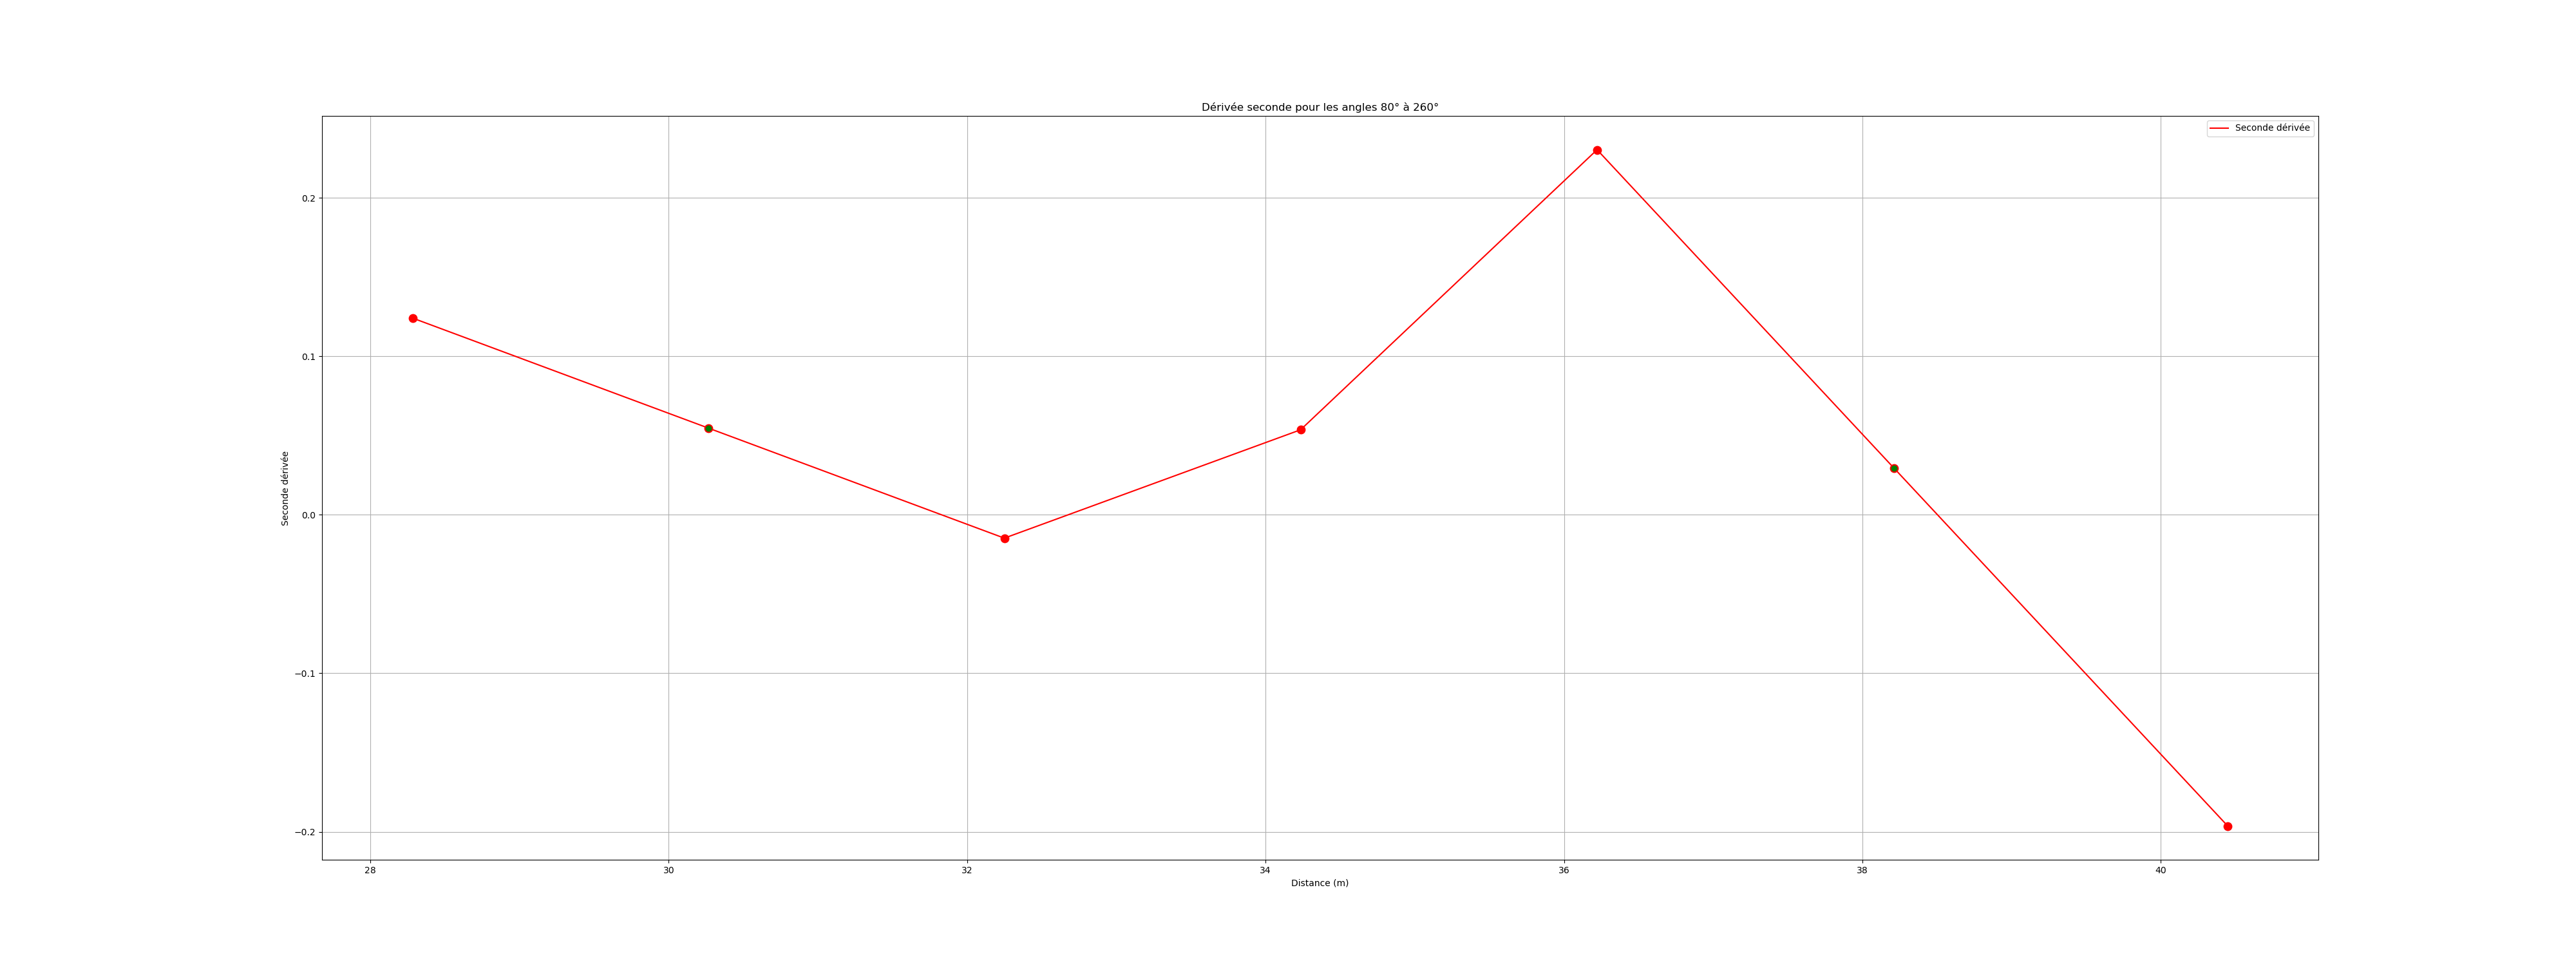 Dérivée seconde pour les angles 80° à 260°
Seconde dérivée
0.2
0.1
0.0
−0.1
−0.2
Seconde dérivée
28 30 32 34 36 38 40
Distance (m)